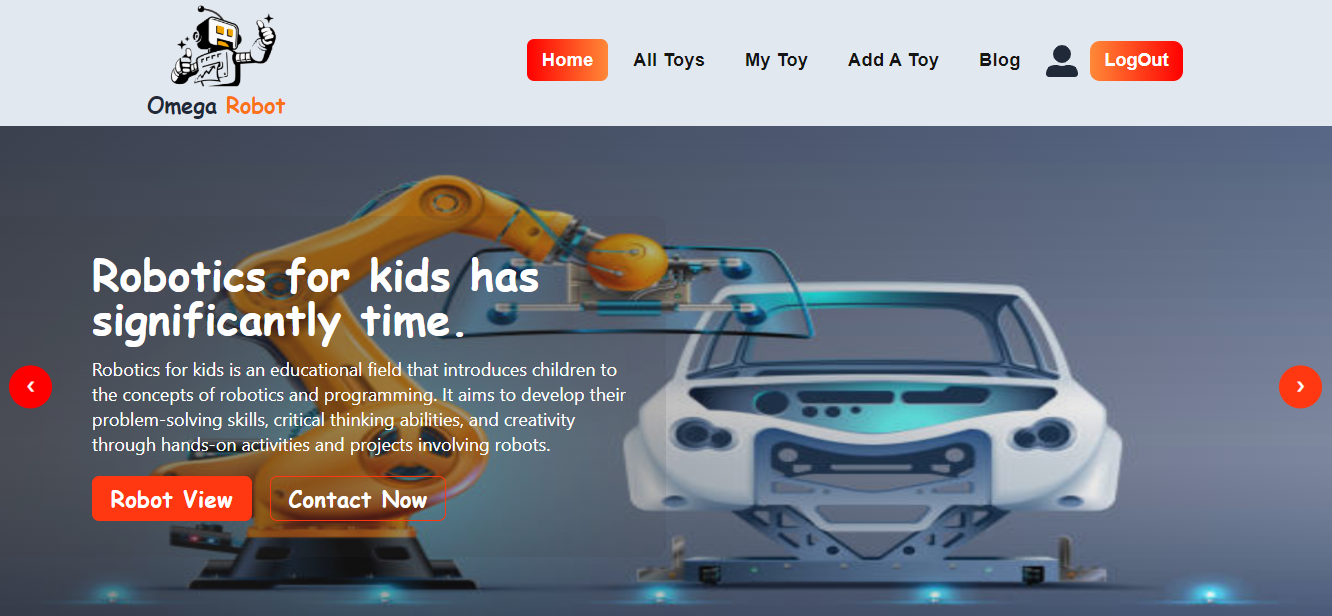 Omega Robot
Home All Toys My Toy Add A Toy Blog LogOut
Robotics for kids has
significantly time.
Robotics for kids is an educational field that introduces children to
the concepts of robotics and programming. It aims to develop their
problem-solving skills, critical thinking abilities, and creativity
through hands-on activities and projects involving robots.
Robot View Contact Now